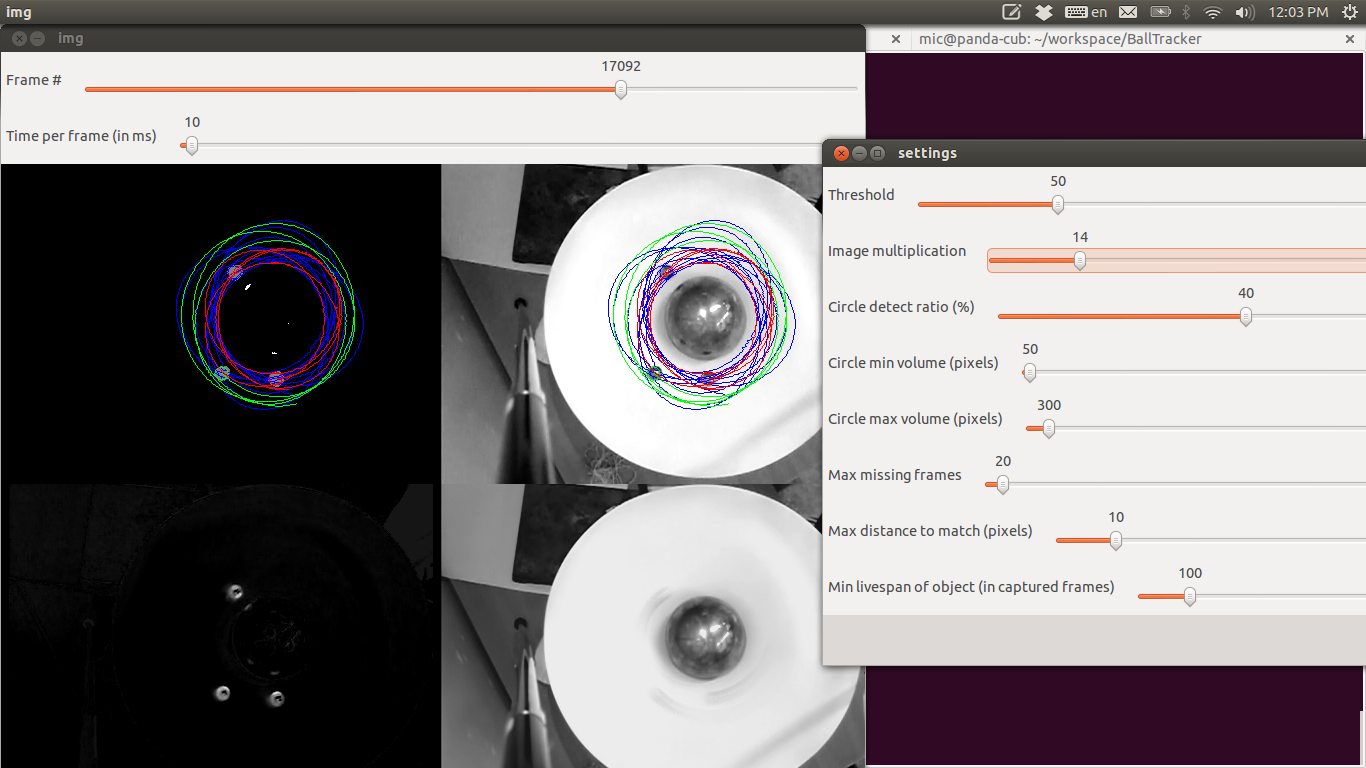 img
en
12:03 PM
img
mic@panda-cub: ~/workspace/BallTracker
Frame #
17092
Time per frame (in ms)
10
settings
Threshold
50
Image multiplication
14
Circle detect ratio (%)
40
Circle min volume (pixels)
50
Circle max volume (pixels)
300
Max missing frames
20
Max distance to match (pixels)
10
Min livespan of object (in captured frames)
100